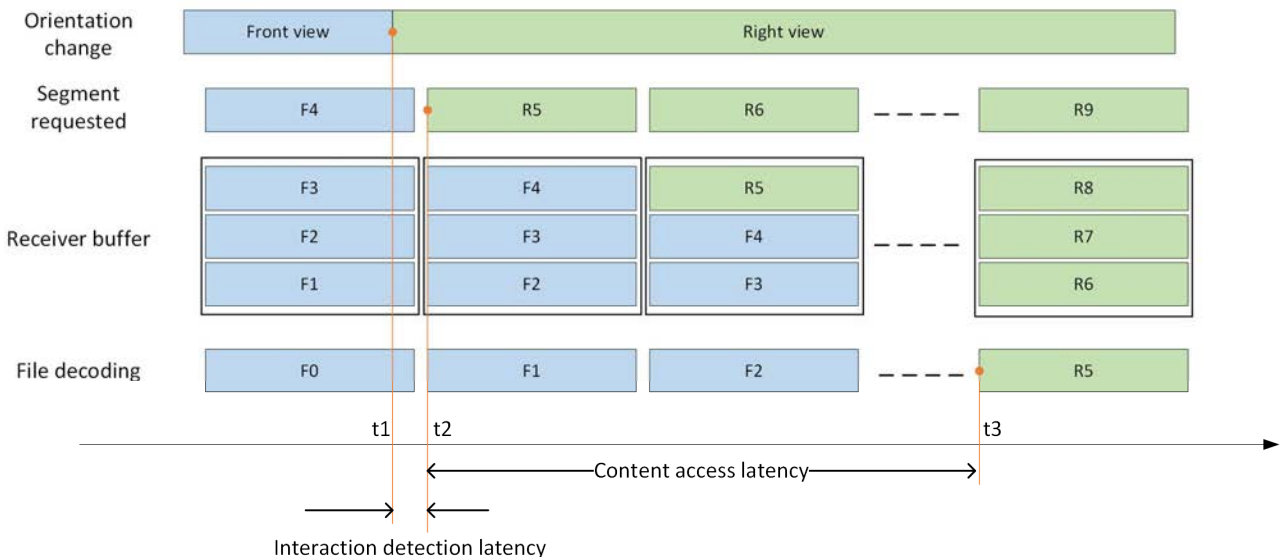 Orientation
change
Front view
Right view
Segment
requested
F4
R5
R6
R9
Receiver buffer
F3
F4
R5
R8
F2
F3
F4
R7
F1
F2
F3
R6
File decoding
F0
F1
F2
R5
t1
t2
t3
Content access latency
Interaction detection latency